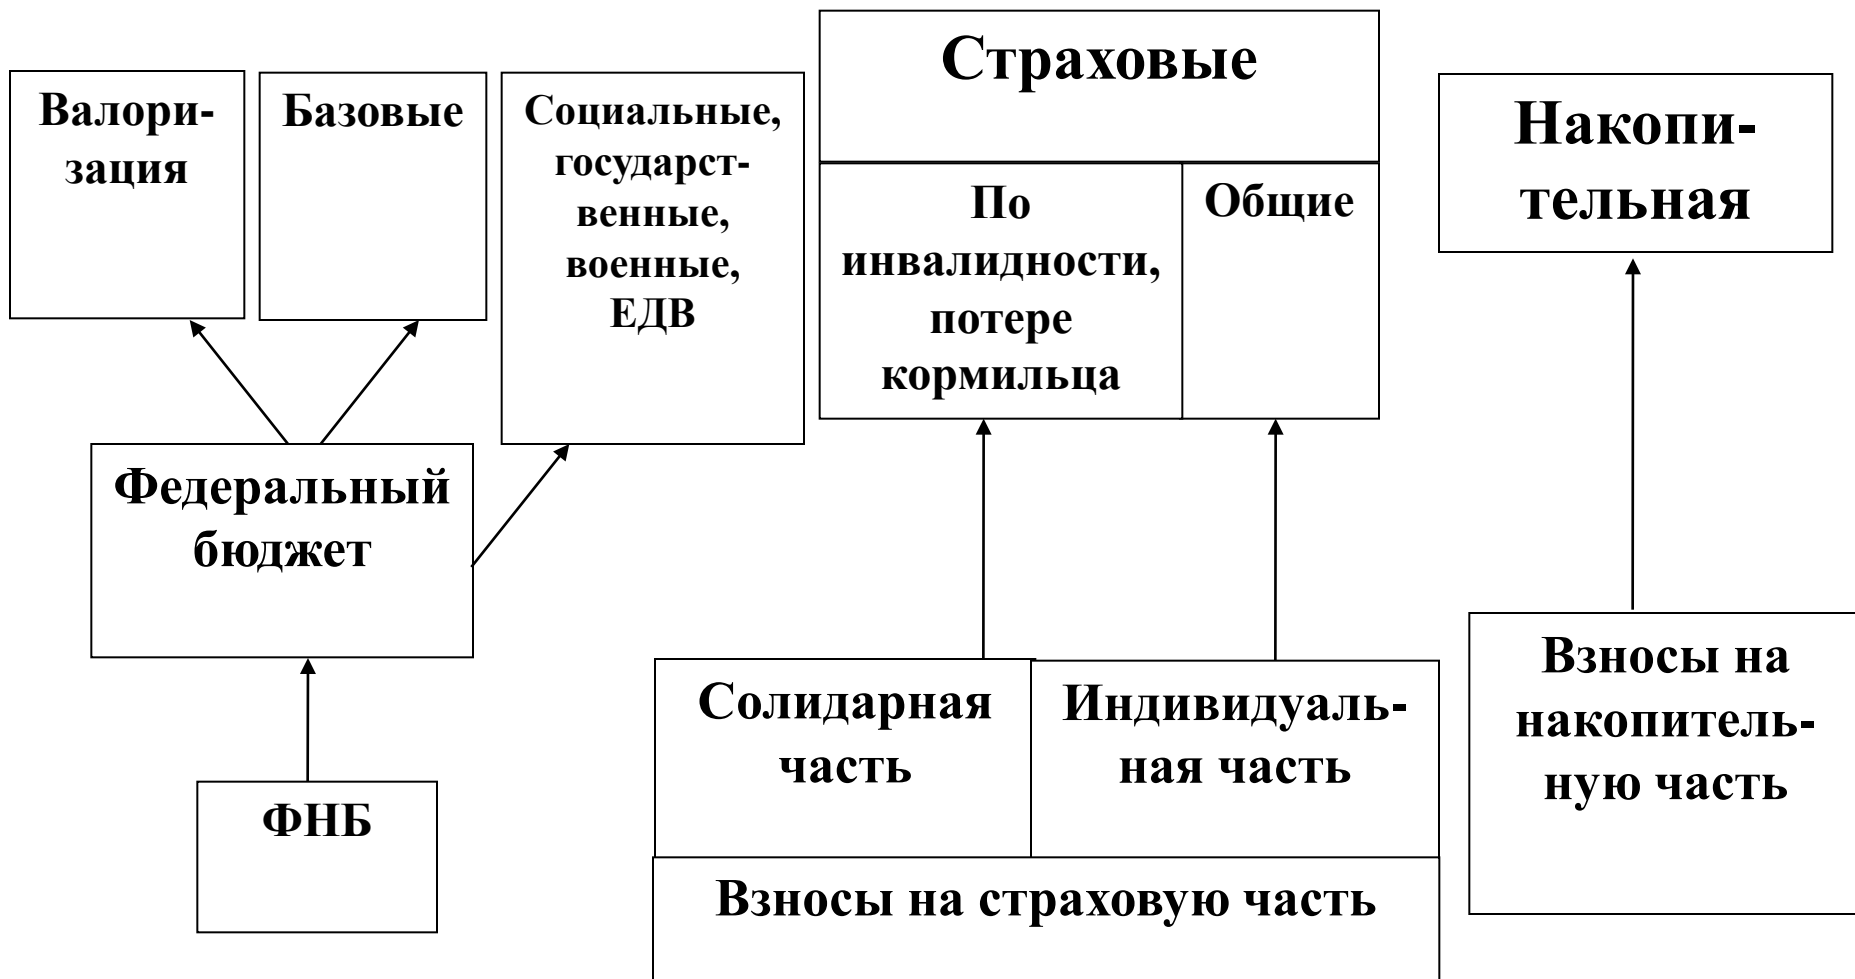 Валори-
зация
Базовые
Социальные,
государст-
венные,
военные,
ЕДВ
Страховые
По
инвалидности,
потере
кормильца
Общие
Накопи-
тельная
Федеральный
бюджет
ФНБ
Солидарная
часть
Индивидуаль-
ная часть
Взносы на страховую часть
Взносы на
накопитель-
ную часть